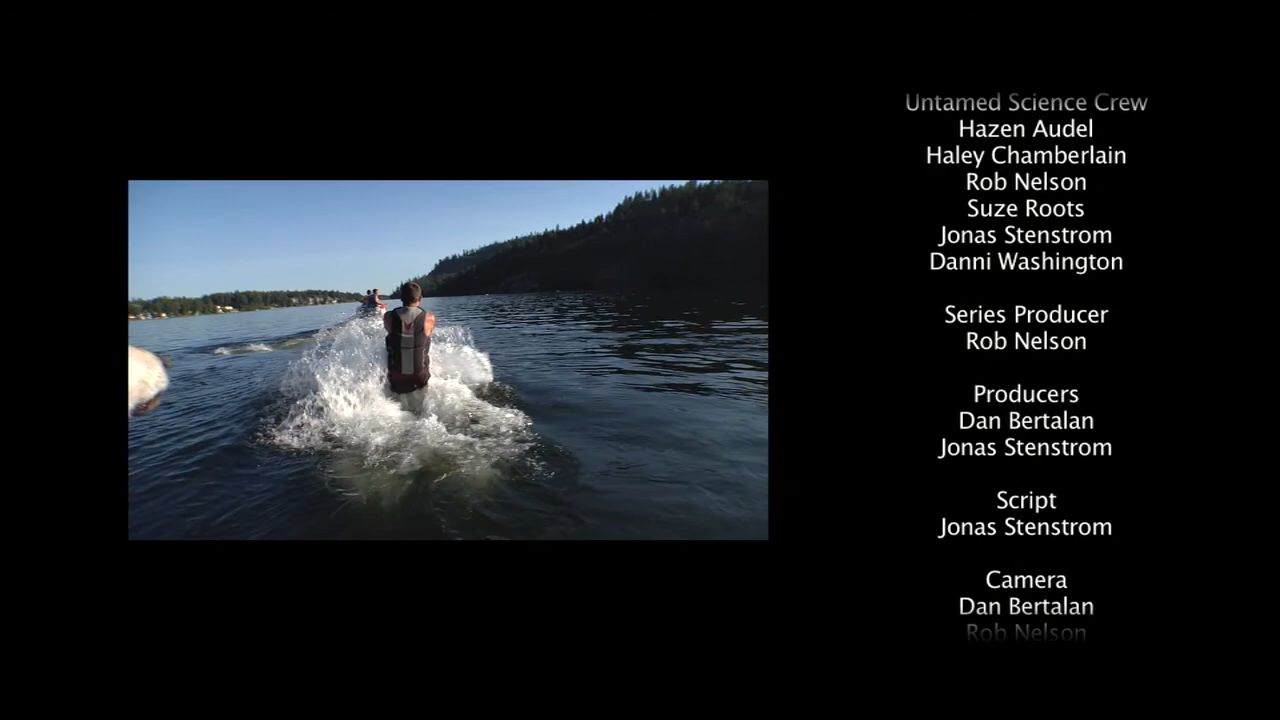 Untamed Science Crew
Hazen Audel
Haley Chamberlain
Rob Nelson
Suze Roots
Jonas Stenstrom
Danni Washington
Series Producer
Rob Nelson
Producers
Dan Bertalan
Jonas Stenstrom
Script
Jonas Stenstrom
Camera
Dan Bertalan
Rob Nelson